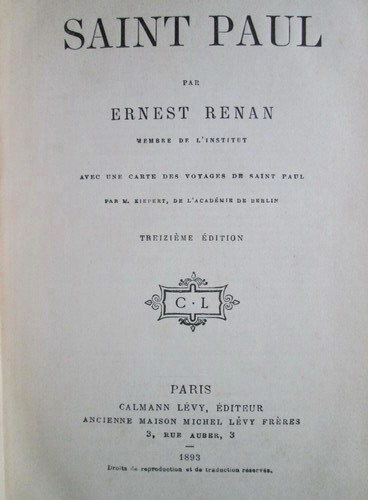 SAINT PAUL
PAR
ERNEST RENAN
MEMBRE DE L'INSTITUT
AVEC UNE CARTE DES VOYAGES DE SAINT PAUL
PAR M. KIEPERT, DE L'ACADÉMIE DE BERLIN
TREIZIÈME ÉDITION
C · L
PARIS
CALMANN LÉVY, ÉDITEUR
ANCIENNE MAISON MICHEL LÉVY FRÈRES
3, RUE AUBER, 3
1893
Droits de reproduction et de traduction réservés.